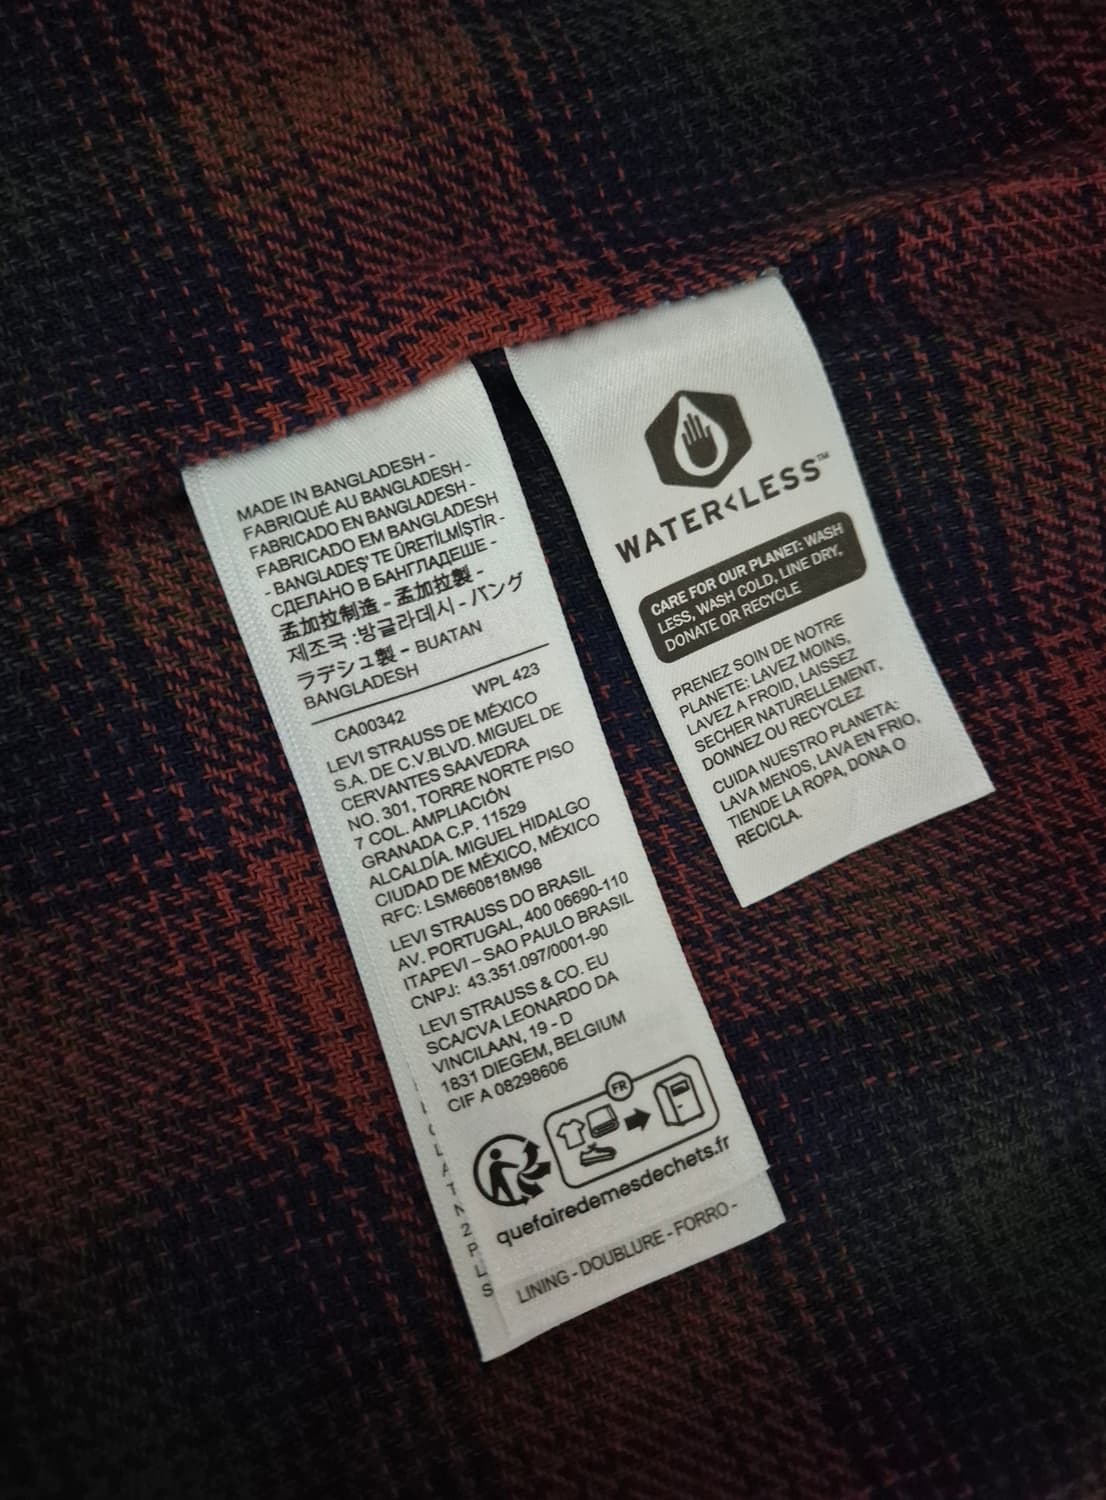 MADE IN BANGLADESH -
FABRIQUÉ AU BANGLADESH -
FABRICADO EN BANGLADESH -
FABRICADO EM BANGLADESH
- BANGLADEŞ' TE ÜRETİLMİŞTİR -
СДЕЛАНО В БАНГЛАДЕШЕ -
孟加拉制造 - 孟加拉製 -
제조국 :방글라데시 - バング
ラデシュ製 - BUATAN
BANGLADESH
WPL 423
CA00342
LEVI STRAUSS DE MÉXICO
S.A. DE C.V.BLVD. MIGUEL DE
CERVANTES SAAVEDRA
NO. 301, TORRE NORTE PISO
7 COL. AMPLIACIÓN
GRANADA C.P. 11529
ALCALDÍA. MIGUEL HIDALGO
CIUDAD DE MÉXICO, MÉXICO
RFC: LSM660818M98
LEVI STRAUSS DO BRASIL
AV. PORTUGAL, 400 06690-110
ITAPEVI – SAO PAULO BRASIL
CNPJ: 43.351.097/0001-90
LEVI STRAUSS & CO. EU
SCA/CVA LEONARDO DA
VINCILAAN, 19 - D
1831 DIEGEM, BELGIUM
CIF A 08298606
FR
quefairedemesdechets.fr
LINING - DOUBLURE - FORRO -
WATER<LESS™
CARE FOR OUR PLANET: WASH
LESS, WASH COLD, LINE DRY,
DONATE OR RECYCLE
PRENEZ SOIN DE NOTRE
PLANETE: LAVEZ MOINS,
LAVEZ A FROID, LAISSEZ
SECHER NATURELLEMENT,
DONNEZ OU RECYCLEZ
CUIDA NUESTRO PLANETA:
LAVA MENOS, LAVA EN FRIO,
TIENDE LA ROPA, DONA O
RECICLA.